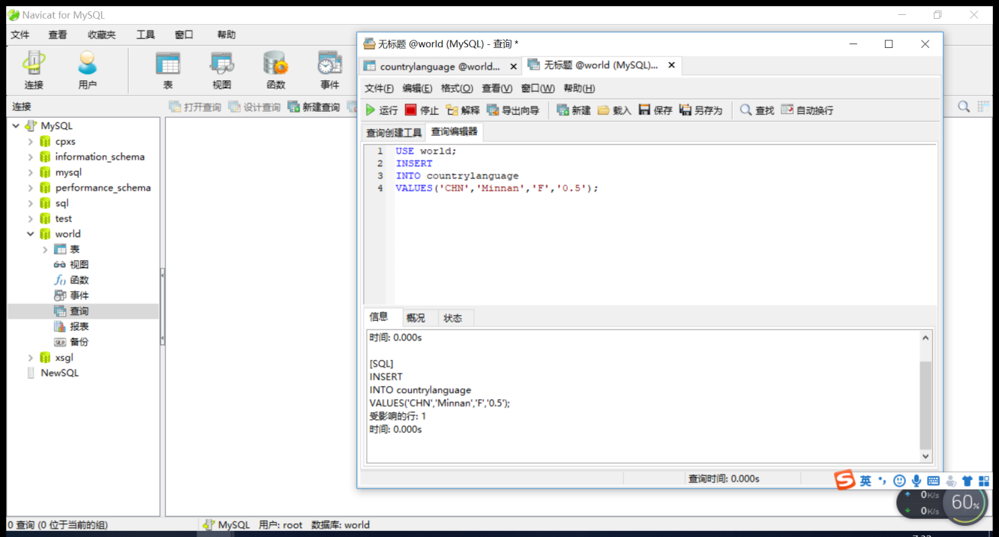 Navicat for MySQL
文件 查看 收藏夹 工具 窗口 帮助
连接 用户 表 视图 函数 事件
连接
打开查询 设计查询 新建查询
MySQL
cpxs
information_schema
mysql
performance_schema
sql
test
world
表
视图
函数
事件
查询
报表
备份
xsgl
NewSQL
无标题 @world (MySQL) - 查询 *
countrylanguage @world... 无标题 @world (MySQL)...
文件(F) 编辑(E) 格式(O) 查看(V) 窗口(W) 帮助(H)
运行 停止 解释 导出向导 新建 载入 保存 另存为 查找 自动换行
查询创建工具 查询编辑器
1 USE world;
2 INSERT
3 INTO countrylanguage
4 VALUES('CHN','Minnan','F','0.5');
信息 概况 状态
时间: 0.000s
[SQL]
INSERT
INTO countrylanguage
VALUES('CHN','Minnan','F','0.5');
受影响的行: 1
时间: 0.000s
查询时间: 0.000s
英
0K/s
0K/s
60%
0 查询 (0 位于当前的组) MySQL 用户: root 数据库: world